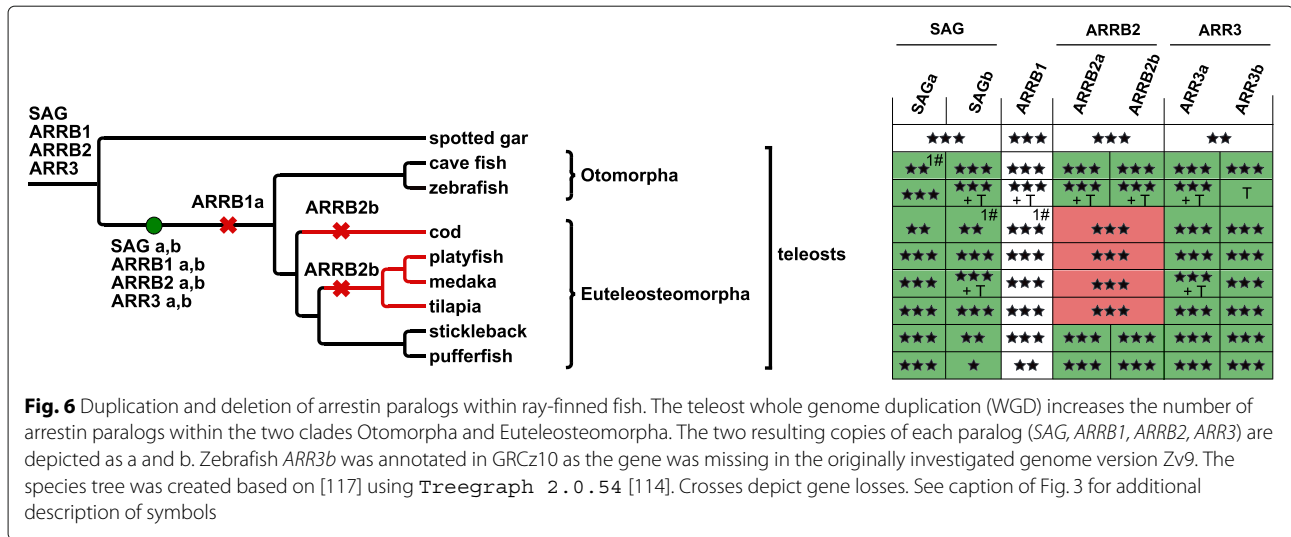 SAG ARRB2 ARR3
SAGa SAGb ARRB1 ARRB2a ARRB2b ARR3a ARR3b
SAG
ARRB1
ARRB2
ARR3
ARRB1a
SAG a,b
ARRB1 a,b
ARRB2 a,b
ARR3 a,b
ARRB2b
ARRB2b
spotted gar
cave fish
zebrafish
cod
platyfish
medaka
tilapia
stickleback
pufferfish
Otomorpha
Euteleosteomorpha
teleosts
★★★ ★★★ ★★★ ★★
★★1# ★★★ ★★★ ★★★ ★★★ ★★★ ★★★
★★★ ★★★ + T ★★★ + T ★★★ + T ★★★ + T ★★★ + T T
★★ ★★1# ★★★1# ★★★ ★★★ ★★★
★★★ ★★★ ★★★ ★★★ ★★★ ★★★
★★★ ★★★ + T ★★★ ★★★ ★★★ + T ★★★
★★★ ★★★ ★★★ ★★★ ★★★ ★★★
★★★ ★★ ★★★ ★★★ ★★★ ★★★ ★★★
★★★ ★ ★★ ★★★ ★★★ ★★★ ★★★
Fig. 6 Duplication and deletion of arrestin paralogs within ray-finned fish. The teleost whole genome duplication (WGD) increases the number of
arrestin paralogs within the two clades Otomorpha and Euteleosteomorpha. The two resulting copies of each paralog (SAG, ARRB1, ARRB2, ARR3) are
depicted as a and b. Zebrafish ARR3b was annotated in GRCz10 as the gene was missing in the originally investigated genome version Zv9. The
species tree was created based on [117] using Treegraph 2.0.54 [114]. Crosses depict gene losses. See caption of Fig. 3 for additional
description of symbols